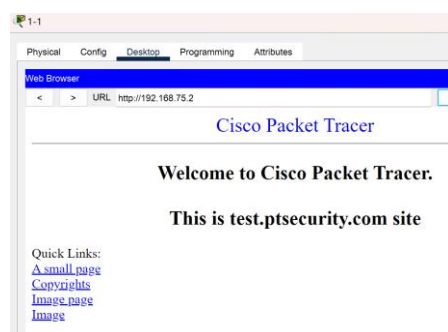 1-1
Physical Config Desktop Programming Attributes
Web Browser
< > URL http://192.168.75.2
Cisco Packet Tracer
Welcome to Cisco Packet Tracer.
This is test.ptsecurity.com site
Quick Links:
A small page
Copyrights
Image page
Image